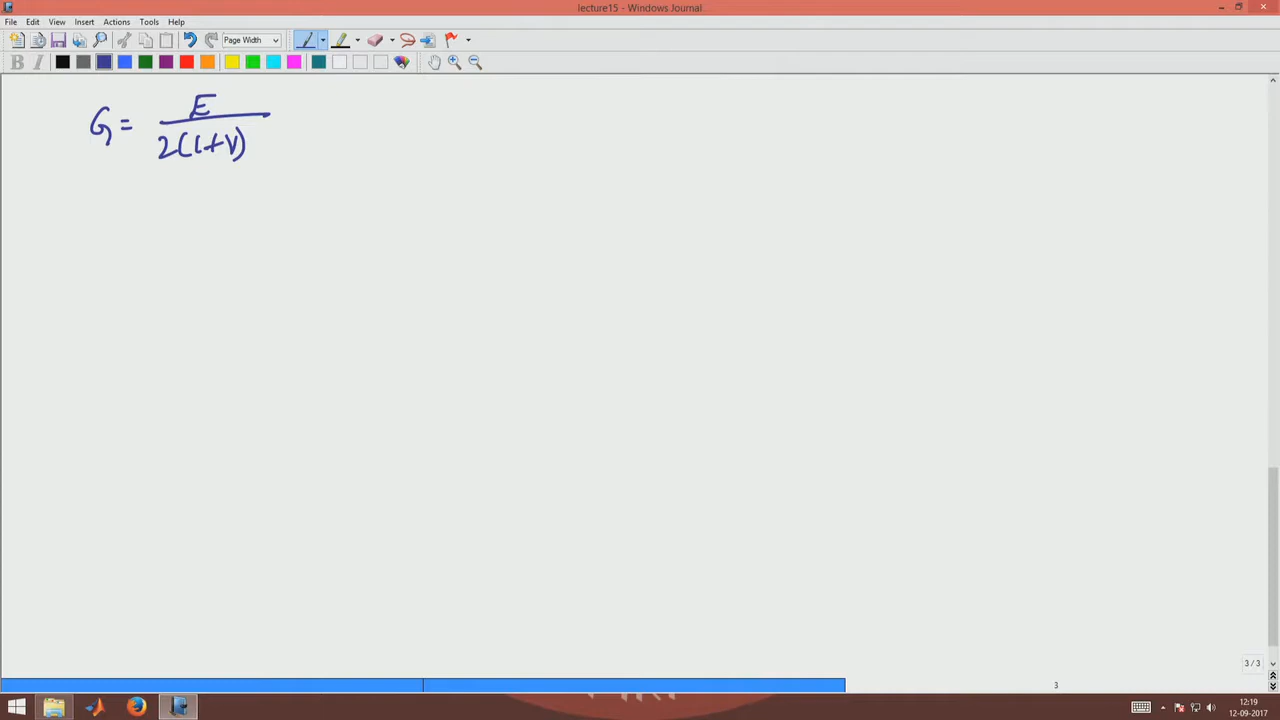 lecture15 - Windows Journal
File Edit View Insert Actions Tools Help
Page Width
B I
G = E
2(1+ν)
3 / 3
3
12:19
12-09-2017